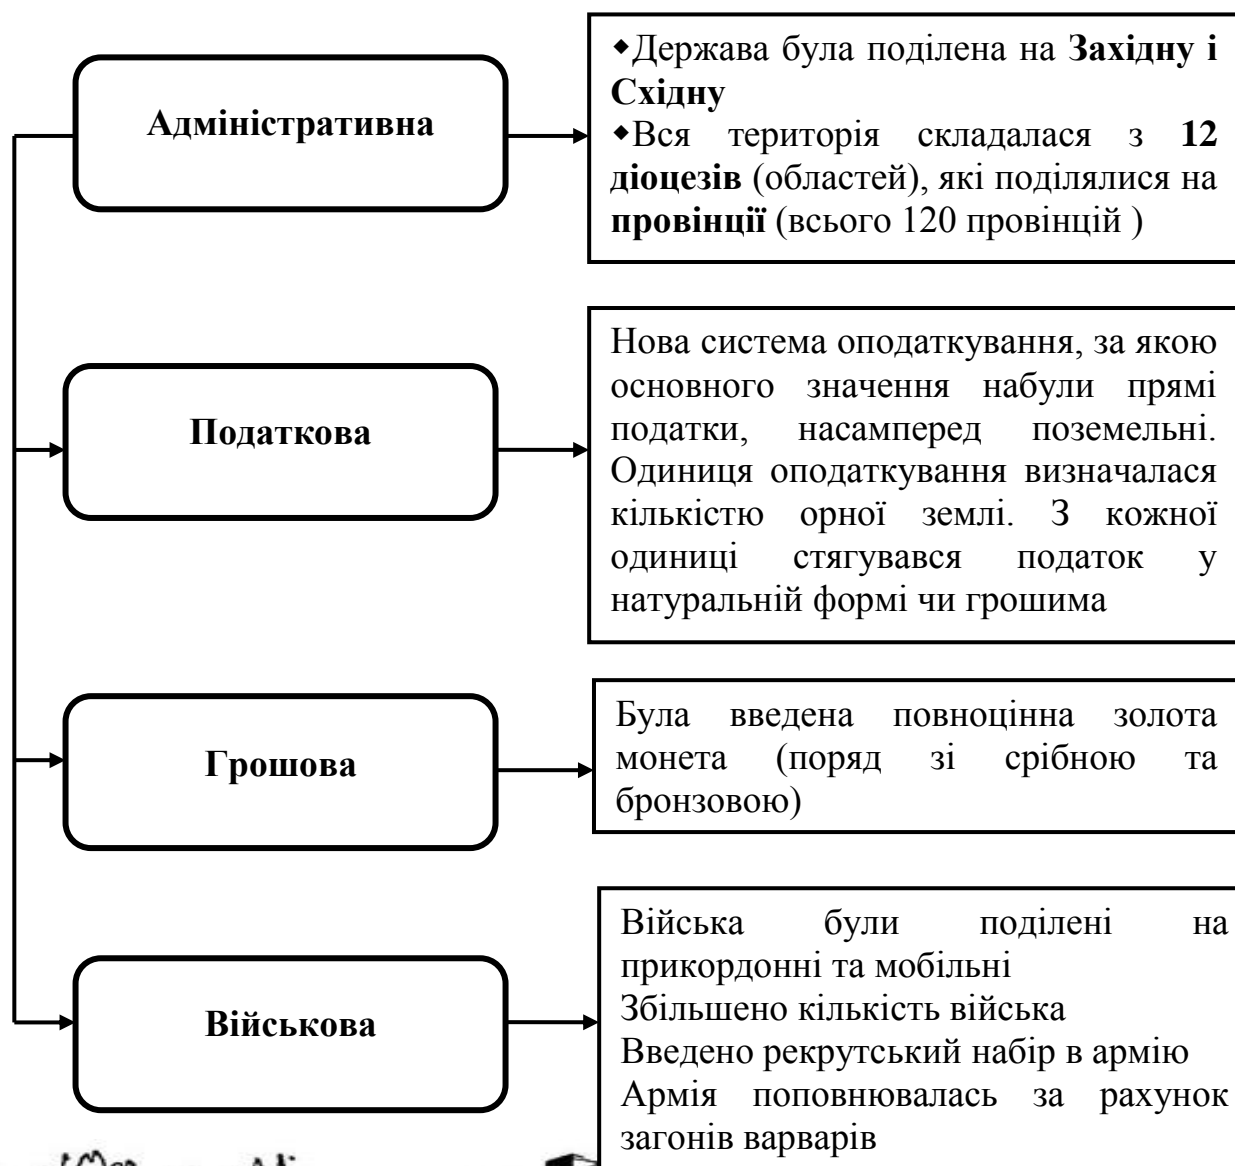 Адміністративна
◆Держава була поділена на Західну і
Східну
◆Вся територія складалася з 12
діоцезів (областей), які поділялися на
провінції (всього 120 провінцій )
Податкова
Нова система оподаткування, за якою
основного значення набули прямі
податки, насамперед поземельні.
Одиниця оподаткування визначалася
кількістю орної землі. З кожної
одиниці стягувався податок у
натуральній формі чи грошима
Грошова
Була введена повноцінна золота
монета (поряд зі срібною та
бронзовою)
Військова
Війська були поділені на
прикордонні та мобільні
Збільшено кількість війська
Введено рекрутський набір в армію
Армія поповнювалась за рахунок
загонів варварів